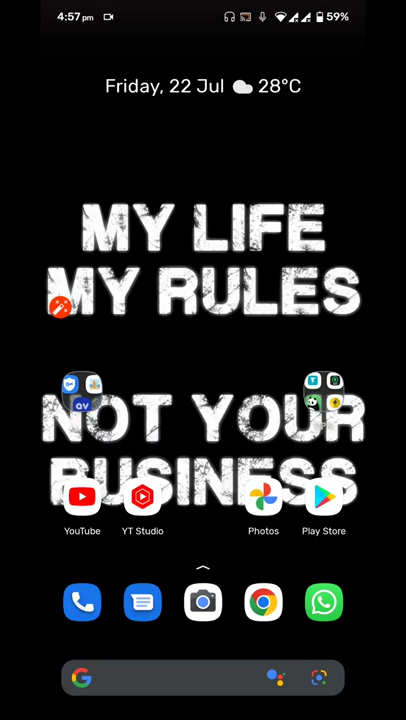 4:57 pm
59%
Friday, 22 Jul 28°C
MY LIFE
MY RULES
NOT YOUR
BUSINESS
YouTube
YT Studio
Photos
Play Store